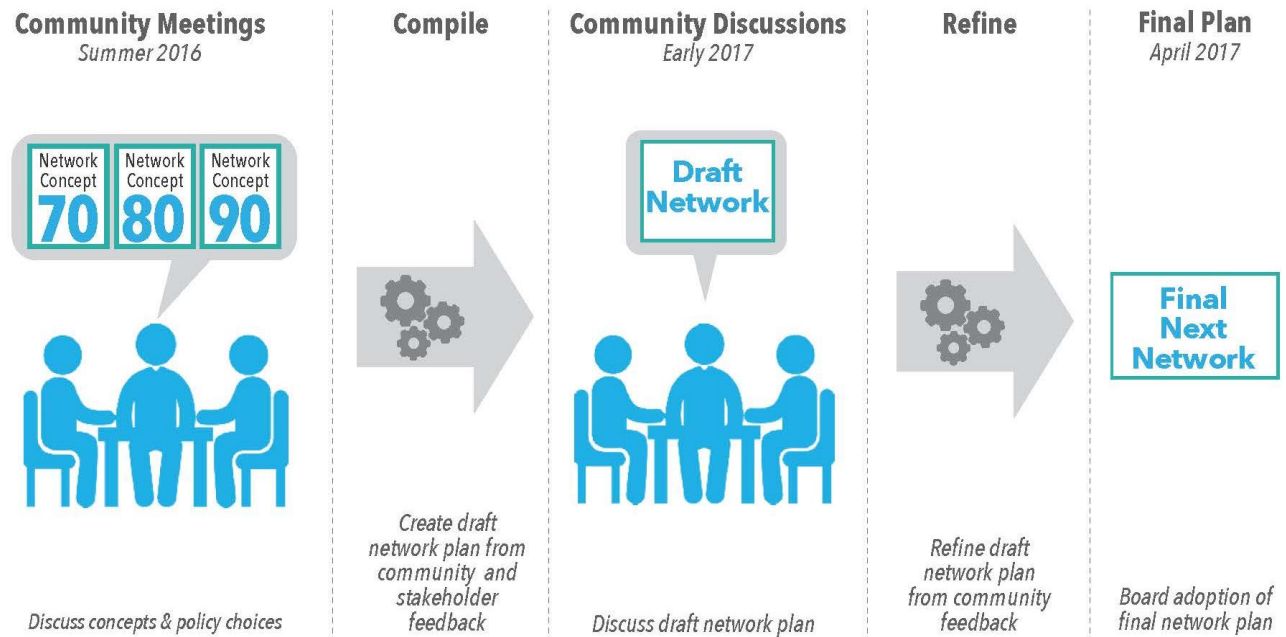 Community Meetings
Summer 2016
Network
Concept
70
Network
Concept
80
Network
Concept
90
Discuss concepts & policy choices
Compile
Create draft
network plan from
community and
stakeholder
feedback
Community Discussions
Early 2017
Draft
Network
Discuss draft network plan
Refine
Refine draft
network plan
from community
feedback
Final Plan
April 2017
Final
Next
Network
Board adoption of
final network plan